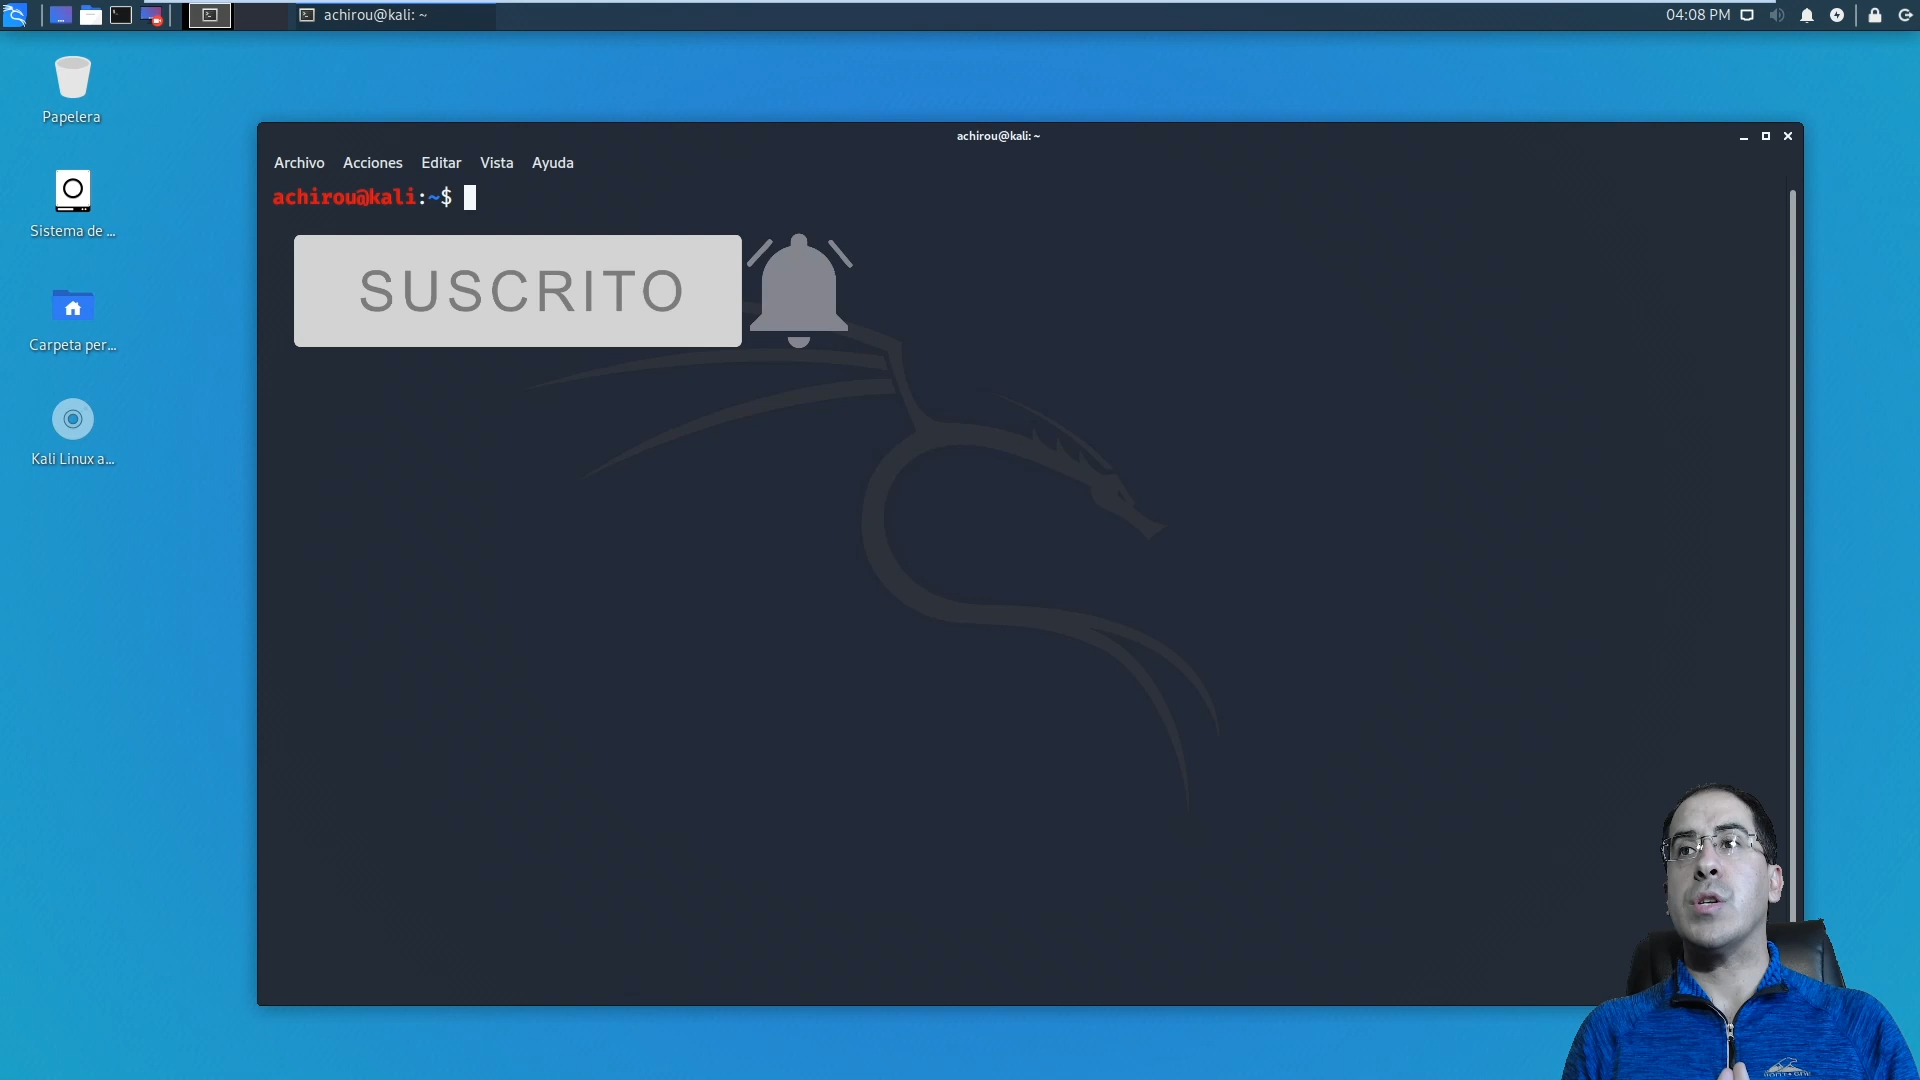 achirou@kali: ~
04:08 PM
Papelera
Sistema de ...
Carpeta per...
Kali Linux a...
achirou@kali: ~
Archivo Acciones Editar Vista Ayuda
achirou@kali:~$
SUSCRITO